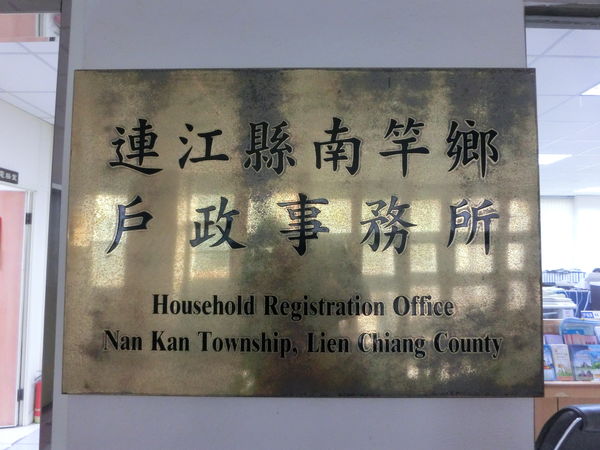 連江縣南竿鄉
戶政事務所
Household Registration Office
Nan Kan Township, Lien Chiang County